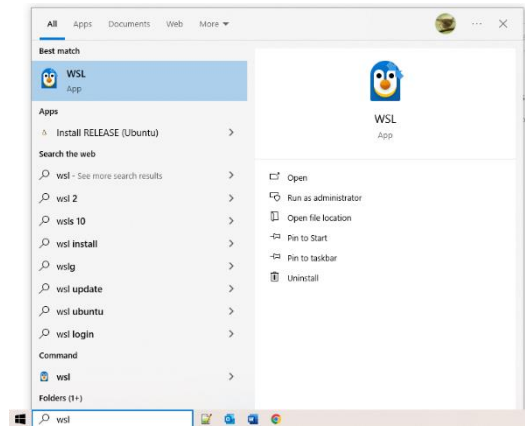 All Apps Documents Web More
Best match
WSL
App
Apps
Install RELEASE (Ubuntu)
Search the web
wsl - See more search results
wsl 2
wsls 10
wsl install
wslg
wsl update
wsl ubuntu
wsl login
Command
wsl
Folders (1+)
wsl
WSL
App
Open
Run as administrator
Open file location
Pin to Start
Pin to taskbar
Uninstall